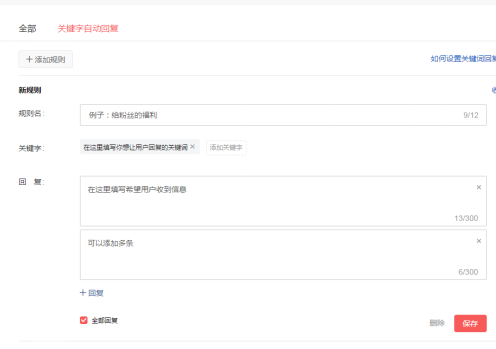 全部 关键字自动回复
+ 添加规则 如何设置关键词回复
新规则
规则名: 例子：给粉丝的福利 9/12
关键字: 在这里填写你想让用户回复的关键词 × 添加关键字
回 复: 在这里填写希望用户收到信息 ×
13/300
可以添加多条 ×
6/300
+ 回复
全部回复 删除 保存